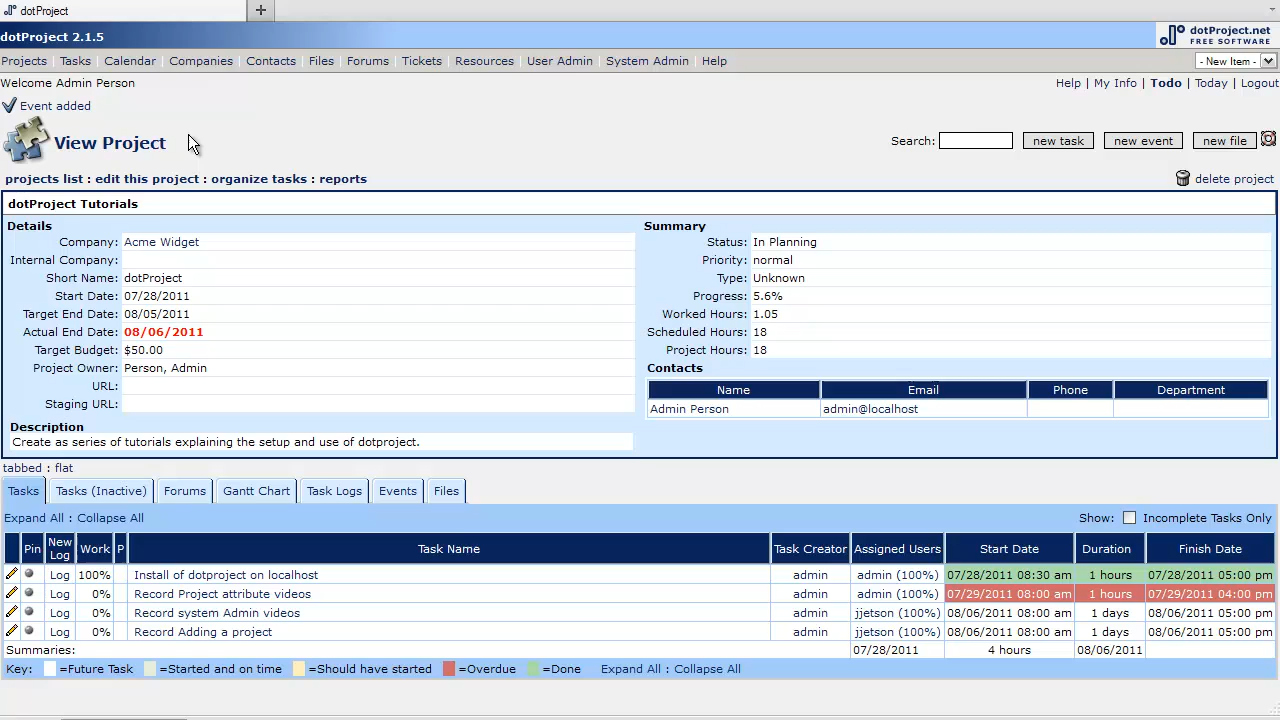 dotProject +
dotProject 2.1.5 dotProject.net
FREE SOFTWARE
Projects Tasks Calendar Companies Contacts Files Forums Tickets Resources User Admin System Admin Help - New Item -
Welcome Admin Person Help | My Info | Todo | Today | Logout
Event added
View Project Search: new task new event new file
projects list : edit this project : organize tasks : reports delete project
dotProject Tutorials
Details
Company: Acme Widget
Internal Company:
Short Name: dotProject
Start Date: 07/28/2011
Target End Date: 08/05/2011
Actual End Date: 08/06/2011
Target Budget: $50.00
Project Owner: Person, Admin
URL:
Staging URL:
Description
Create as series of tutorials explaining the setup and use of dotproject.
Summary
Status: In Planning
Priority: normal
Type: Unknown
Progress: 5.6%
Worked Hours: 1.05
Scheduled Hours: 18
Project Hours: 18
Contacts
Name Email Phone Department
Admin Person admin@localhost
tabbed : flat
Tasks Tasks (Inactive) Forums Gantt Chart Task Logs Events Files
Expand All : Collapse All Show: Incomplete Tasks Only
Pin New Log Work P Task Name Task Creator Assigned Users Start Date Duration Finish Date
Log 100% Install of dotproject on localhost admin admin (100%) 07/28/2011 08:30 am 1 hours 07/28/2011 05:00 pm
Log 0% Record Project attribute videos admin admin (100%) 07/29/2011 08:00 am 1 hours 07/29/2011 04:00 pm
Log 0% Record system Admin videos admin jjetson (100%) 08/06/2011 08:00 am 1 days 08/06/2011 05:00 pm
Log 0% Record Adding a project admin jjetson (100%) 08/06/2011 08:00 am 1 days 08/06/2011 05:00 pm
Summaries: 07/28/2011 4 hours 08/06/2011
Key: =Future Task =Started and on time =Should have started =Overdue =Done Expand All : Collapse All